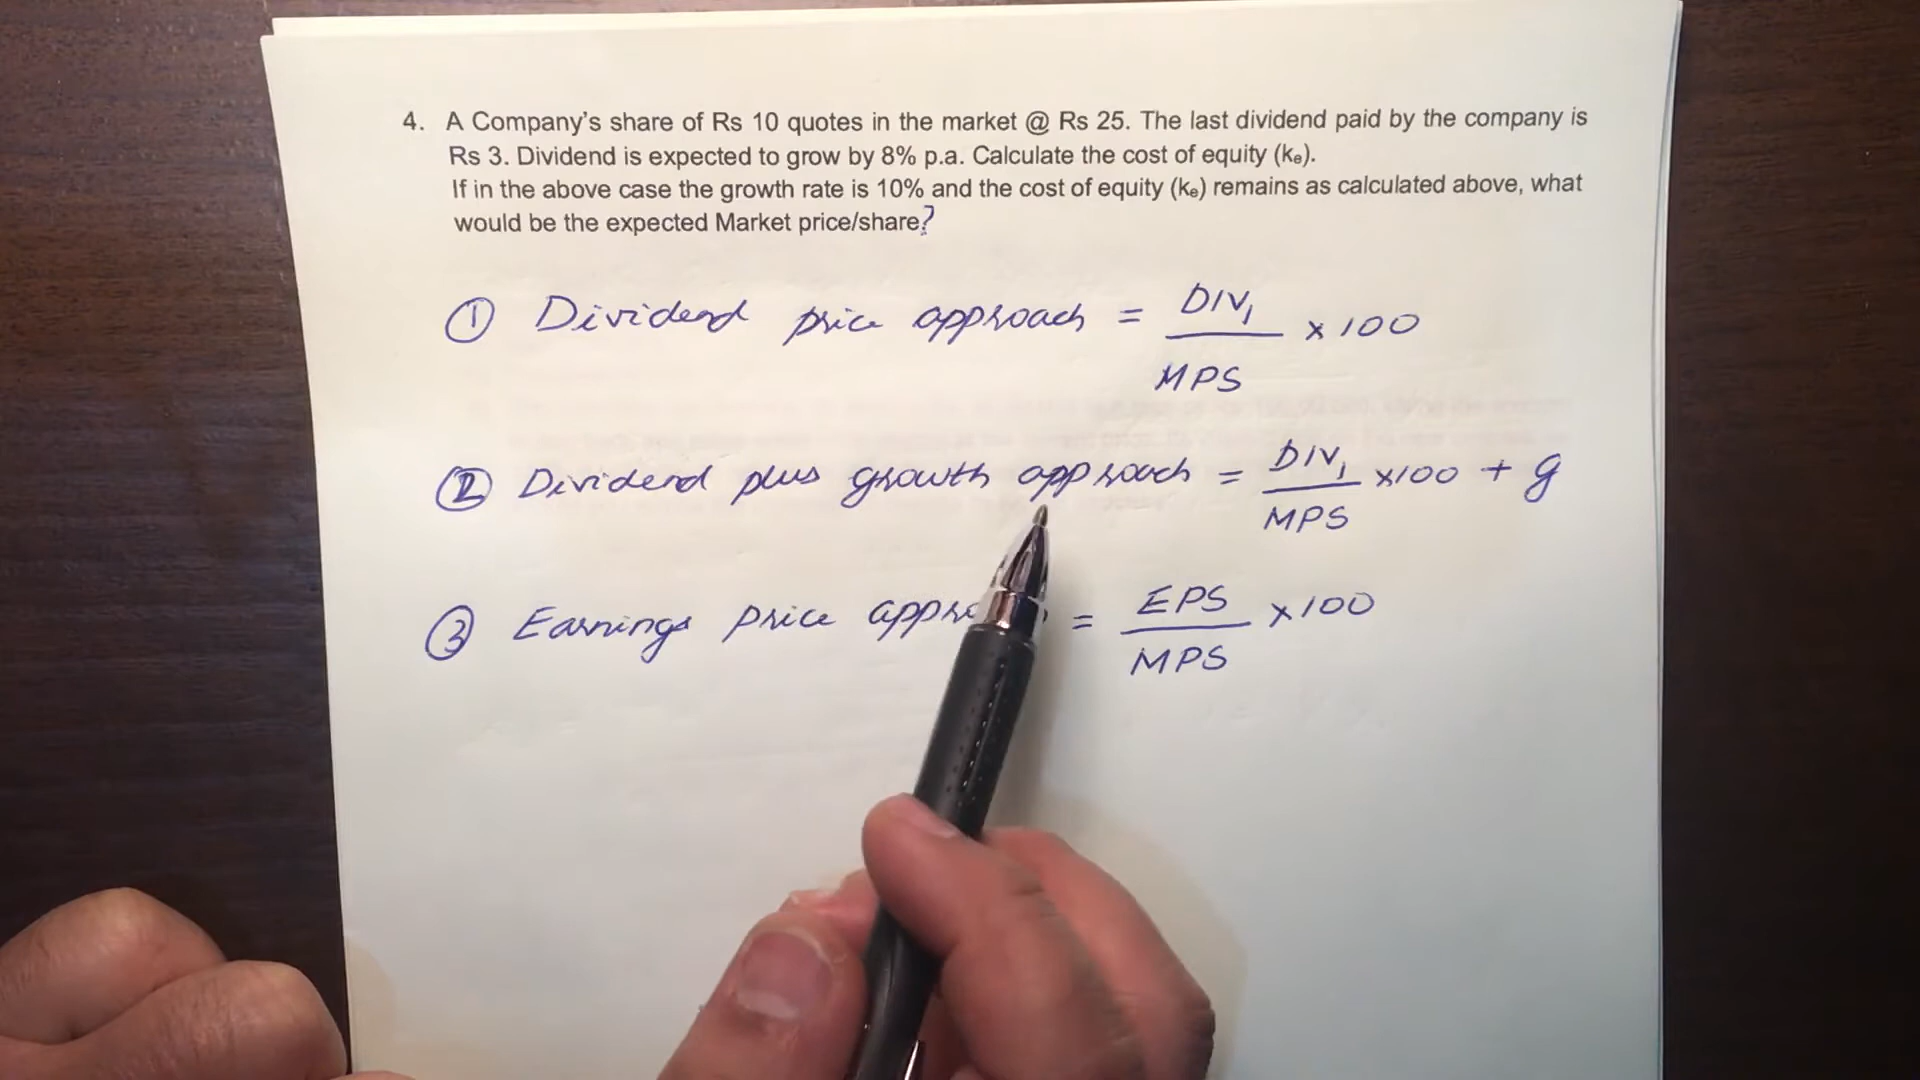 4. A Company's share of Rs 10 quotes in the market @ Rs 25. The last dividend paid by the company is
Rs 3. Dividend is expected to grow by 8% p.a. Calculate the cost of equity (ke).
If in the above case the growth rate is 10% and the cost of equity (ke) remains as calculated above, what
would be the expected Market price/share?
① Dividend price approach = DIV₁ / MPS × 100
② Dividend plus growth approach = DIV₁ / MPS ×100 + g
③ Earnings price = EPS / MPS ×100